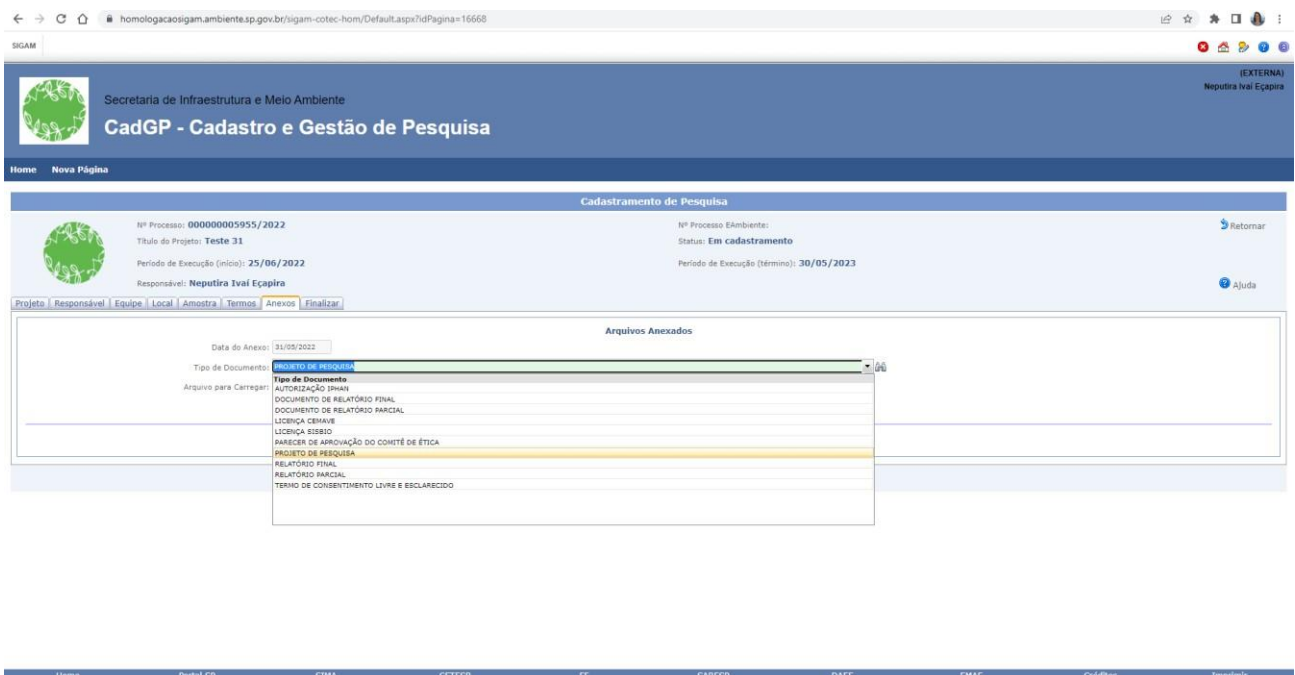 homologacaosigam.ambiente.sp.gov.br/sigam-cotec-hom/Default.aspx?idPagina=16668
SIGAM
(EXTERNA)
Neputira Ivaí Eçapira
Secretaria de Infraestrutura e Meio Ambiente
CadGP - Cadastro e Gestão de Pesquisa
Home Nova Página
Cadastramento de Pesquisa
Nº Processo: 000000005955/2022 Nº Processo EAmbiente: Retornar
Título do Projeto: Teste 31 Status: Em cadastramento
Período de Execução (início): 25/06/2022 Período de Execução (término): 30/05/2023
Responsável: Neputira Ivaí Eçapira Ajuda
Projeto Responsável Equipe Local Amostra Termos Anexos Finalizar
Arquivos Anexados
Data do Anexo: 31/05/2022
Tipo de Documento: PROJETO DE PESQUISA
Arquivo para Carregar:
Tipo de Documento
AUTORIZAÇÃO IPHAN
DOCUMENTO DE RELATÓRIO FINAL
DOCUMENTO DE RELATÓRIO PARCIAL
LICENÇA CEMAVE
LICENÇA SISBIO
PARECER DE APROVAÇÃO DO COMITÊ DE ÉTICA
PROJETO DE PESQUISA
RELATÓRIO FINAL
RELATÓRIO PARCIAL
TERMO DE CONSENTIMENTO LIVRE E ESCLARECIDO
Home